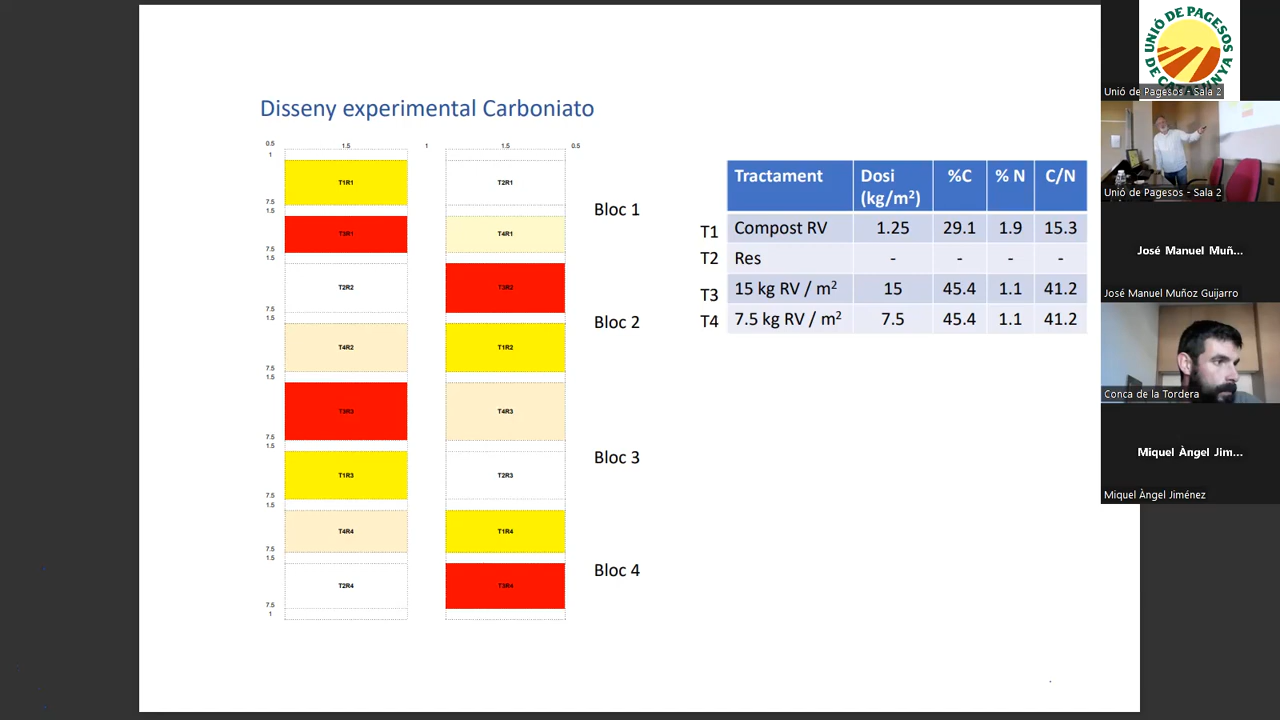 Disseny experimental Carboniato
0.5
1.5
1
1.5
0.5
1
T1R1
T2R1
7.5
1.5
Bloc 1
T3R1
T4R1
7.5
1.5
T2R2
T3R2
7.5
1.5
Bloc 2
T4R2
T1R2
7.5
1.5
T3R3
T4R3
7.5
1.5
Bloc 3
T1R3
T2R3
7.5
1.5
T4R4
T1R4
7.5
1.5
Bloc 4
T2R4
T3R4
7.5
1
Tractament Dosi (kg/m²) %C % N C/N
T1 Compost RV 1.25 29.1 1.9 15.3
T2 Res - - - -
T3 15 kg RV / m² 15 45.4 1.1 41.2
T4 7.5 kg RV / m² 7.5 45.4 1.1 41.2
UNIÓ DE PAGESOS
DE CATALUNYA
Unió de Pagesos - Sala 2
Unió de Pagesos - Sala 2
José Manuel Muñ...
José Manuel Muñoz Guijarro
Conca de la Tordera
Miquel Àngel Jim...
Miquel Àngel Jiménez